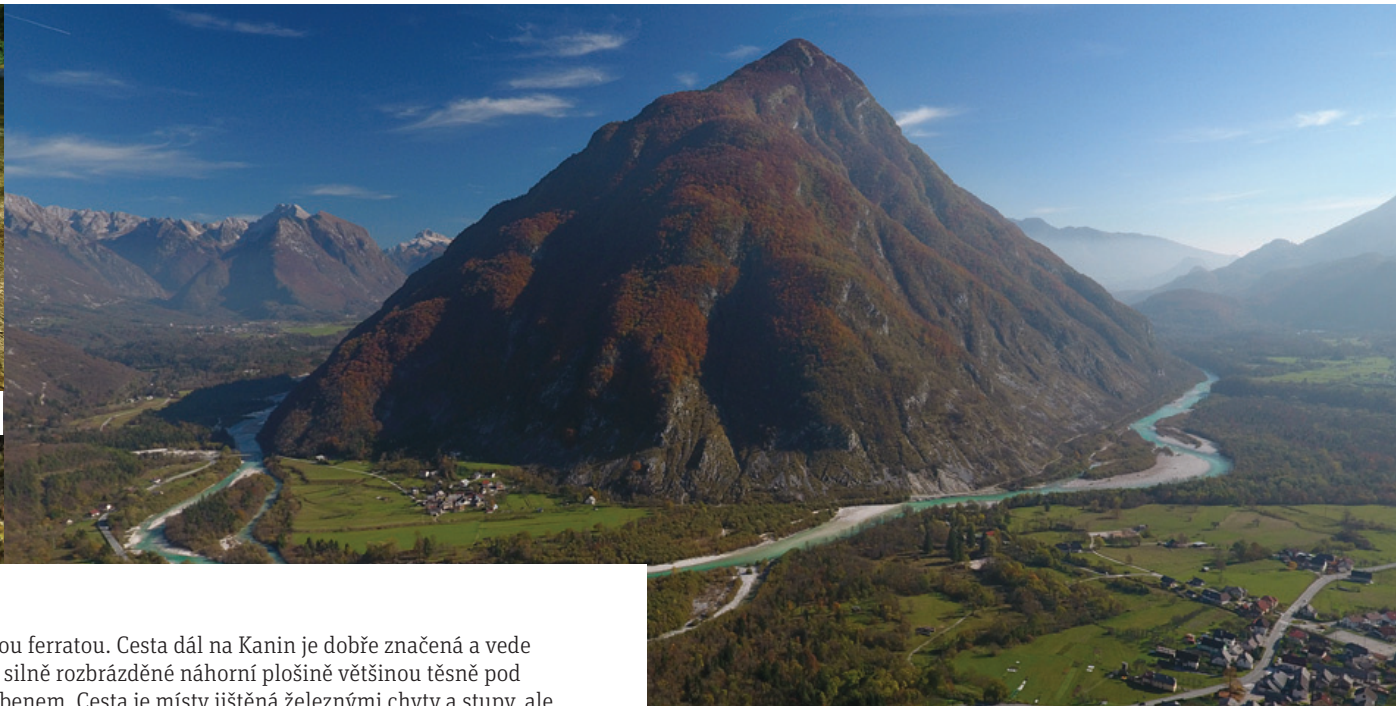 ou ferratou. Cesta dál na Kanin je dobře značená a vede
silně rozbrázděné náhorní plošině většinou těsně pod
benem. Cesta je místy jištěná železnými chyty a stupy, ale